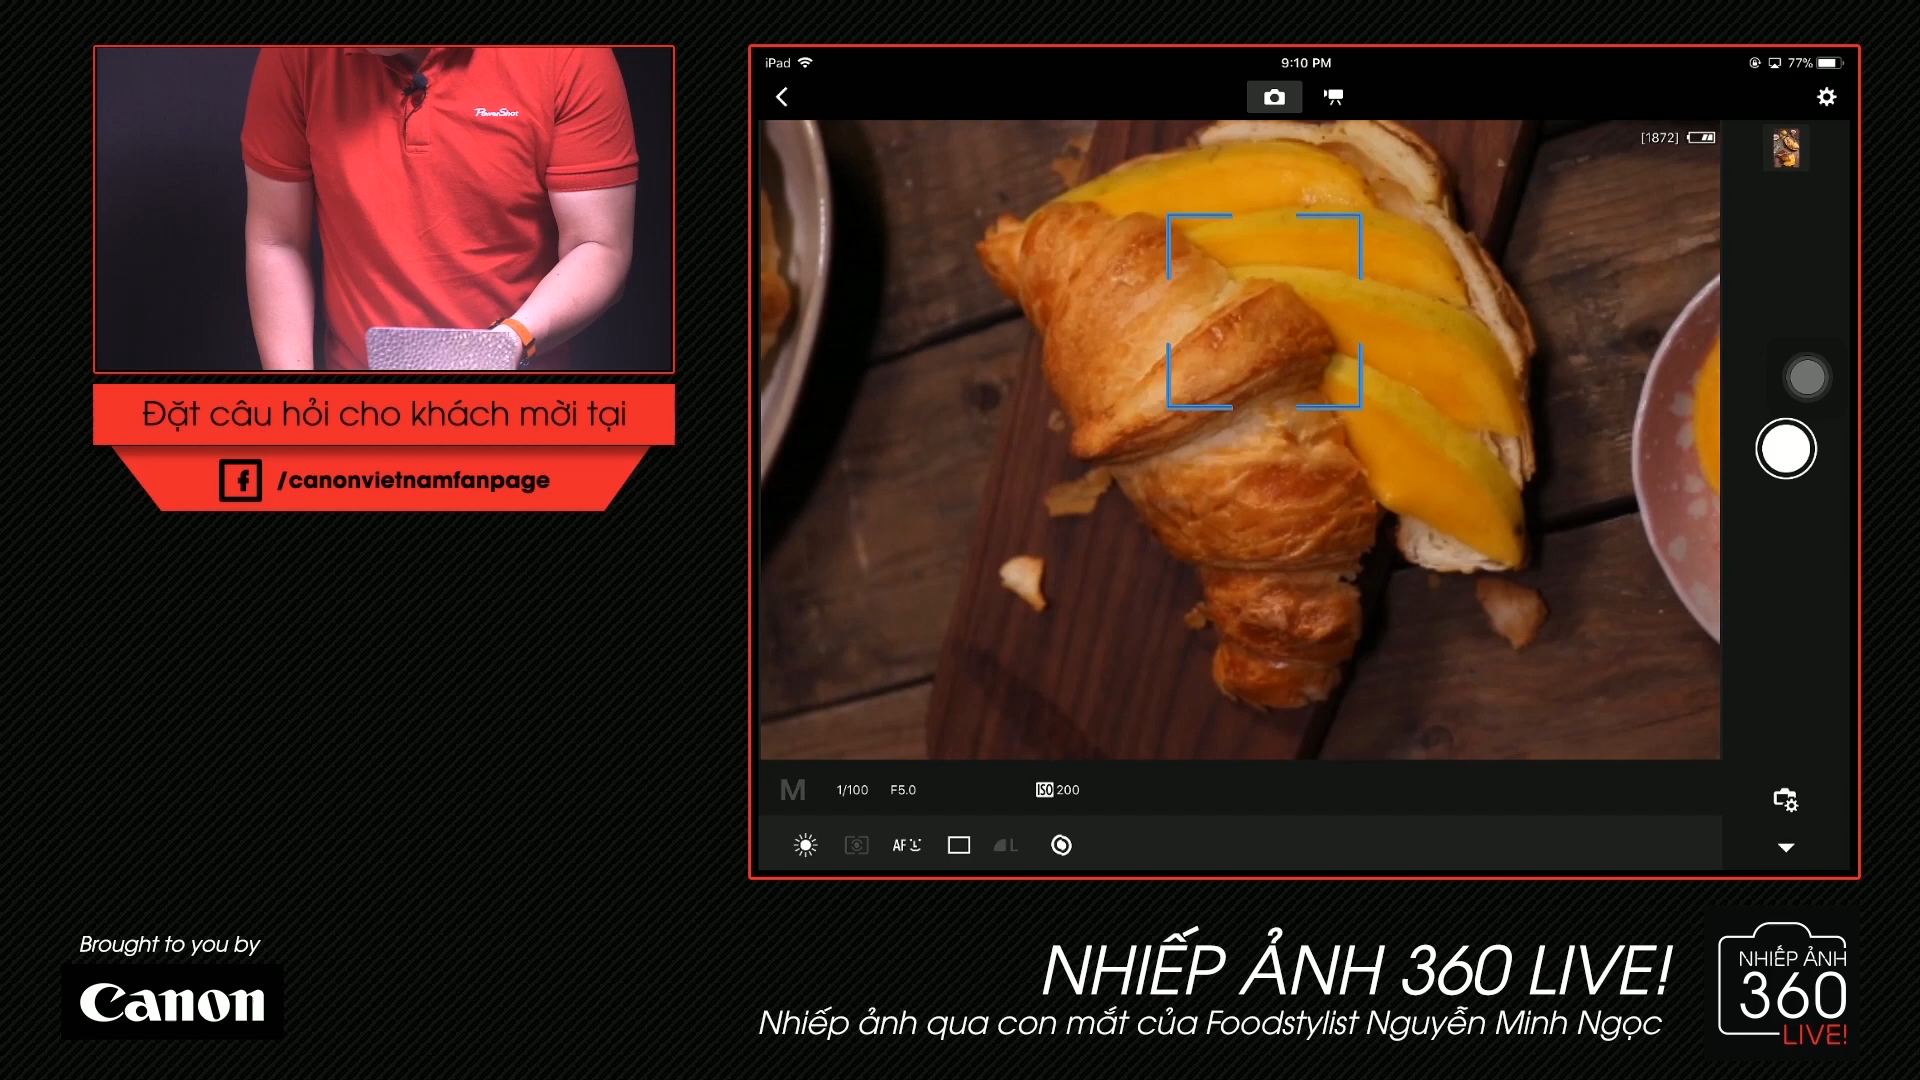 PowerShot
Đặt câu hỏi cho khách mời tại
f /canonvietnamfanpage
iPad
9:10 PM
77%
[1872]
M 1/100 F5.0 ISO 200
AF
L
Brought to you by
Canon
NHIẾP ẢNH 360 LIVE!
Nhiếp ảnh qua con mắt của Foodstylist Nguyễn Minh Ngọc
NHIẾP ẢNH
360
LIVE!